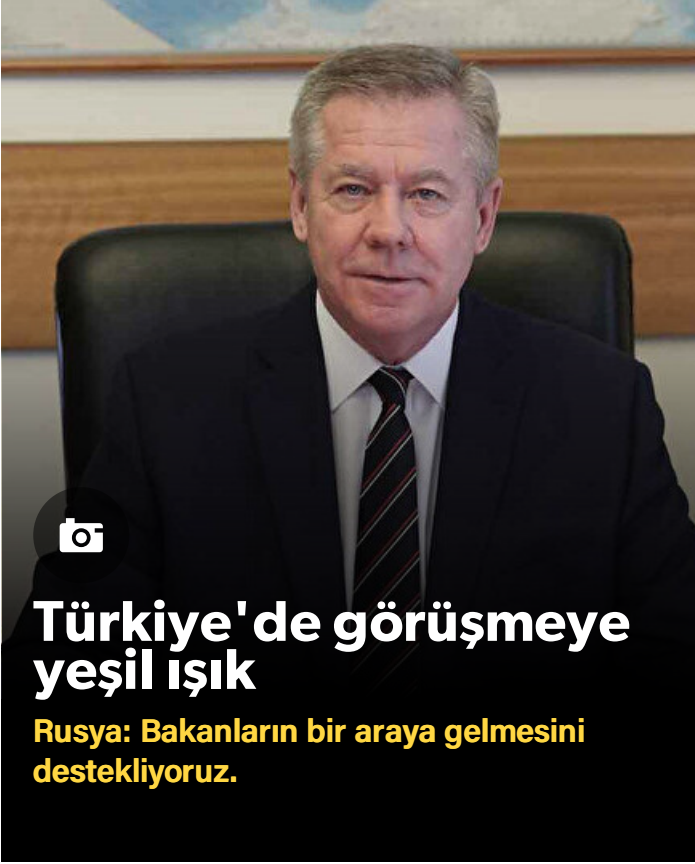 Türkiye'de görüşmeye
yeşil ışık
Rusya: Bakanların bir araya gelmesini
destekliyoruz.